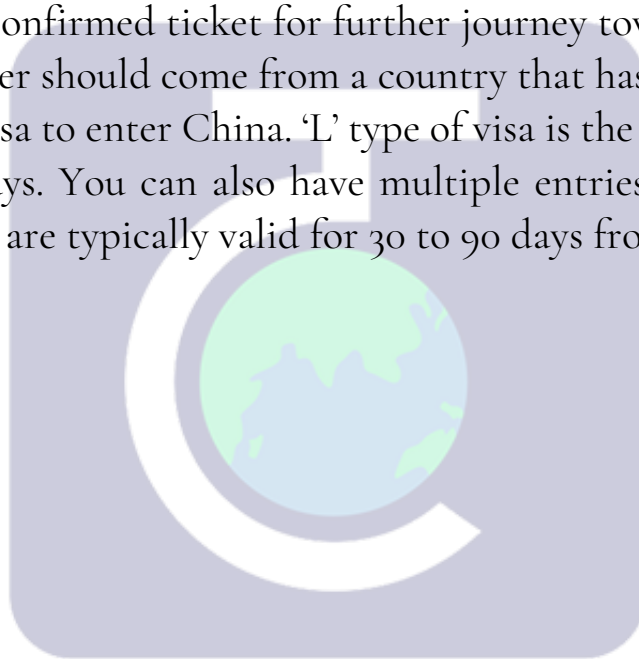 onfirmed ticket for further journey tov
er should come from a country that has
sa to enter China. ‘L’ type of visa is the
ys. You can also have multiple entries
are typically valid for 30 to 90 days fro